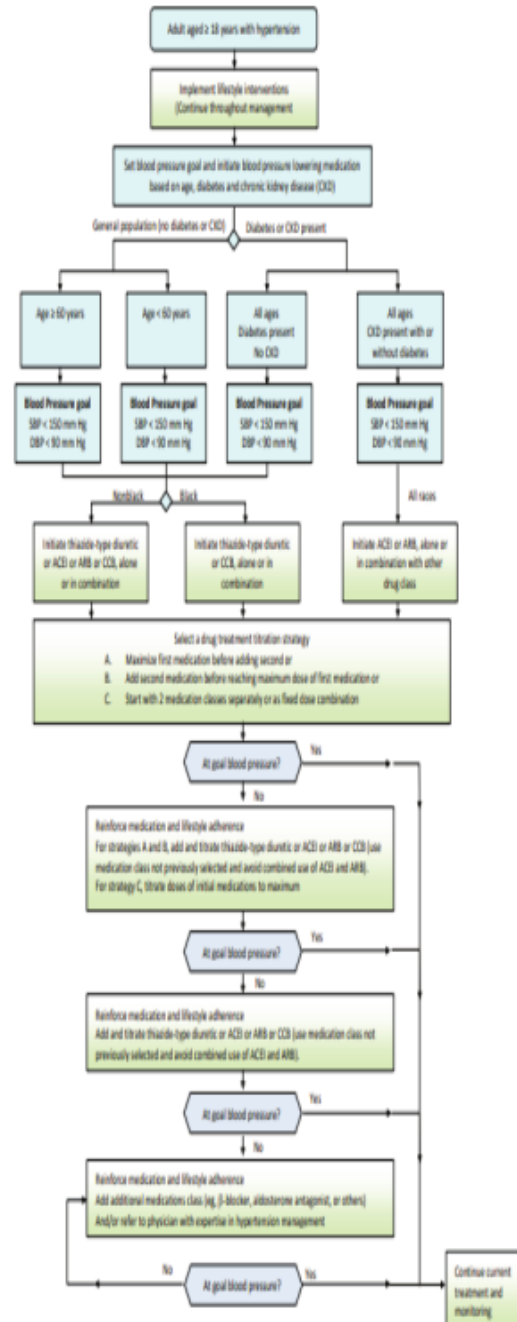 Adult aged ≥ 18 years with hypertension
Implement lifestyle interventions
(Continue throughout management
Set blood pressure goal and initiate blood pressure lowering medication
based on age, diabetes and chronic kidney disease (CKD)
General population (no diabetes or CKD)
Diabetes or CKD present
Age ≥ 60 years
Age < 60 years
All ages
Diabetes present
No CKD
All ages
CKD present with or
without diabetes
Blood Pressure goal
SBP < 150 mm Hg
DBP < 90 mm Hg
Blood Pressure goal
SBP < 150 mm Hg
DBP < 90 mm Hg
Blood Pressure goal
SBP < 150 mm Hg
DBP < 90 mm Hg
Blood Pressure goal
SBP < 150 mm Hg
DBP < 90 mm Hg
Nonblack
Black
All races
Initiate thiazide-type diuretic
or ACEI or ARB or CCB, alone
or in combination
Initiate thiazide-type diuretic
or CCB, alone or in
combination
Initiate ACEI or ARB, alone or
in combination with other
drug class
Select a drug treatment titration strategy
A. Maximize first medication before adding second or
B. Add second medication before reaching maximum dose of first medication or
C. Start with 2 medication classes separately or as fixed dose combination
At goal blood pressure?
Yes
No
Reinforce medication and lifestyle adherence
For strategies A and B, add and titrate thiazide-type diuretic or ACEI or ARB or CCB (use
medication class not previously selected and avoid combined use of ACEI and ARB).
For strategy C, titrate doses of initial medications to maximum
At goal blood pressure?
Yes
No
Reinforce medication and lifestyle adherence
Add and titrate thiazide-type diuretic or ACEI or ARB or CCB (use medication class not
previously selected and avoid combined use of ACEI and ARB).
At goal blood pressure?
Yes
No
Reinforce medication and lifestyle adherence
Add additional medications class (eg, β-blocker, aldosterone antagonist, or others)
And/or refer to physician with expertise in hypertension management
No
At goal blood pressure?
Yes
Continue current
treatment and
monitoring